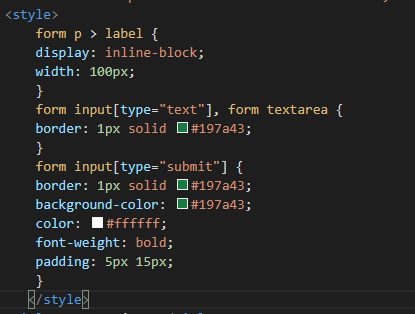 <style>
form p > label {
display: inline-block;
width: 100px;
}
form input[type="text"], form textarea {
border: 1px solid #197a43;
}
form input[type="submit"] {
border: 1px solid #197a43;
background-color: #197a43;
color: #ffffff;
font-weight: bold;
padding: 5px 15px;
}
</style>